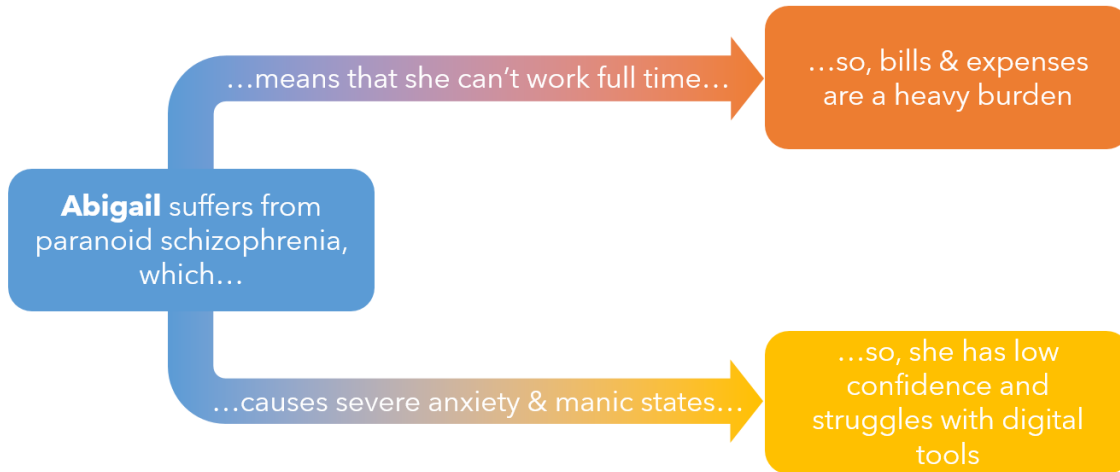 …means that she can’t work full time…
…so, bills & expenses
are a heavy burden
Abigail suffers from
paranoid schizophrenia,
which…
…causes severe anxiety & manic states…
…so, she has low
confidence and
struggles with digital
tools